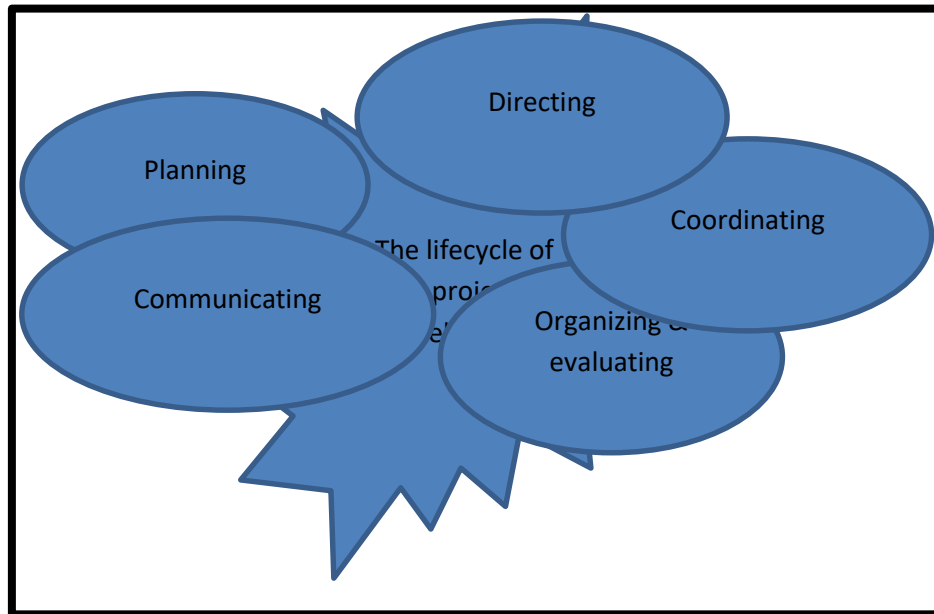 Directing
Planning
Coordinating
The lifecycle of
Communicating
Organizing &
evaluating